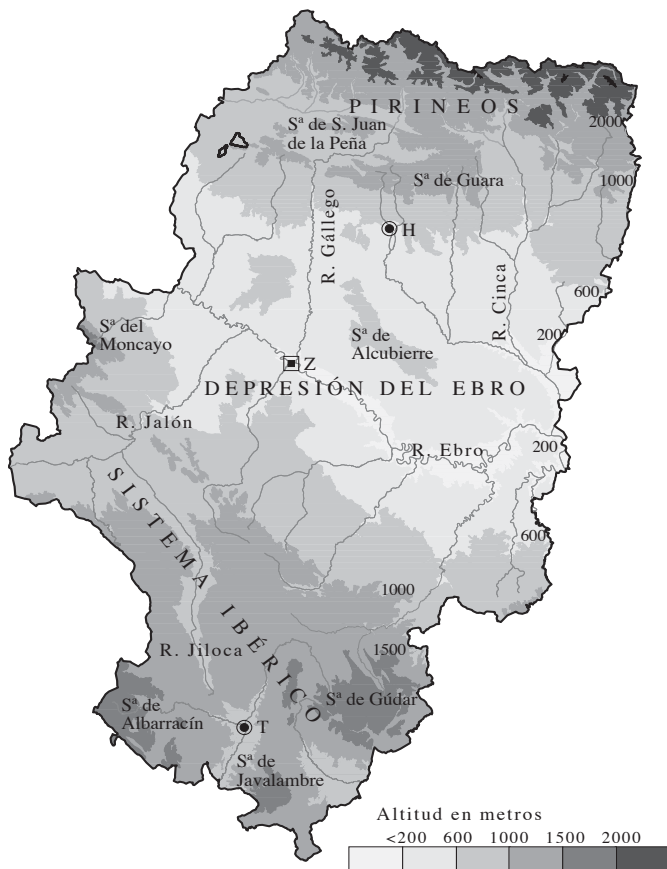 PIRINEOS
2000
Sª de S. Juan
de la Peña
Sª de Guara
1000
R. Gállego
H
R. Cinca
600
Sª del
Moncayo
200
Sª de
Alcubierre
Z
DEPRESIÓN DEL EBRO
R. Jalón
R. Ebro
200
SISTEMA IBÉRICO
600
1000
R. Jiloca
1500
Sª de
Albarracín
Sª de Gúdar
T
Sª de
Javalambre
Altitud en metros
<200 600 1000 1500 2000